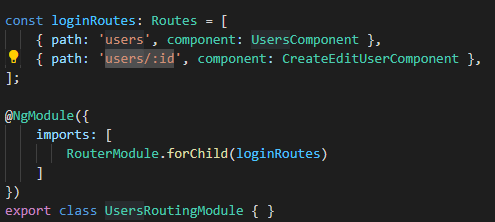 const loginRoutes: Routes = [
    { path: 'users', component: UsersComponent },
    { path: 'users/:id', component: CreateEditUserComponent },
];
@NgModule({
    imports: [
        RouterModule.forChild(loginRoutes)
    ]
})
export class UsersRoutingModule { }